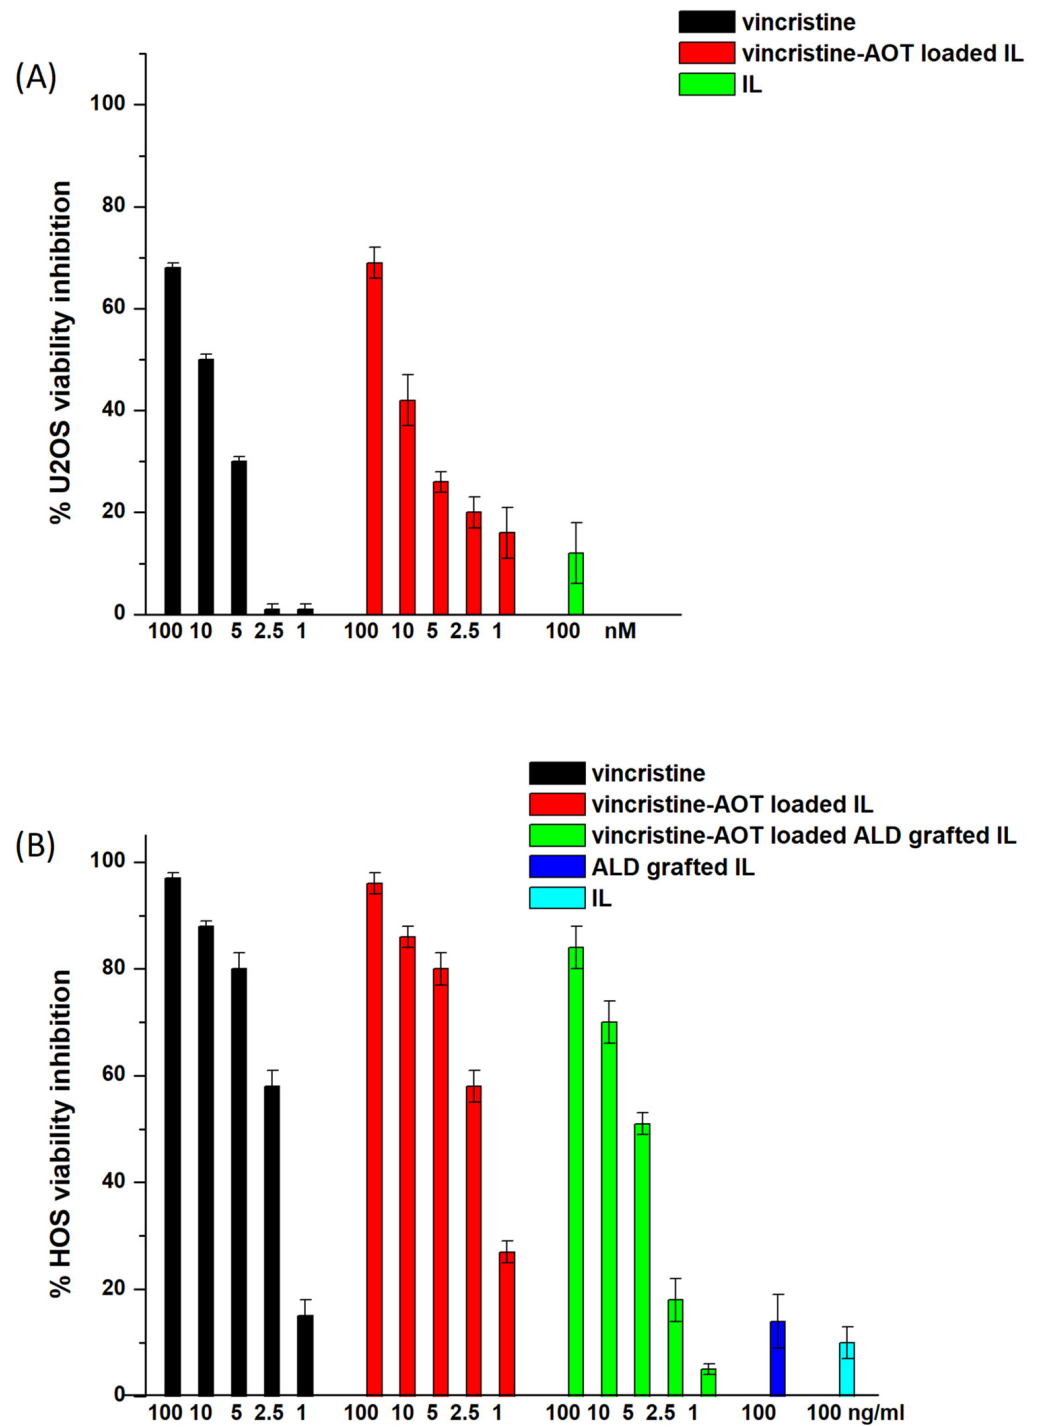 vincristine
vincristine-AOT loaded IL
IL
(A)
% U2OS viability inhibition
100
80
60
40
20
0
100 10 5 2.5 1 100 10 5 2.5 1 100 nM
vincristine
vincristine-AOT loaded IL
vincristine-AOT loaded ALD grafted IL
ALD grafted IL
IL
(B)
% HOS viability inhibition
100
80
60
40
20
0
100 10 5 2.5 1 100 10 5 2.5 1 100 10 5 2.5 1 100 100 ng/ml